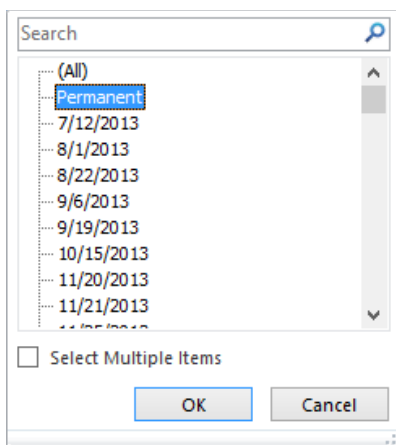 Search
(All)
Permanent
7/12/2013
8/1/2013
8/22/2013
9/6/2013
9/19/2013
10/15/2013
11/20/2013
11/21/2013
Select Multiple Items
OK
Cancel